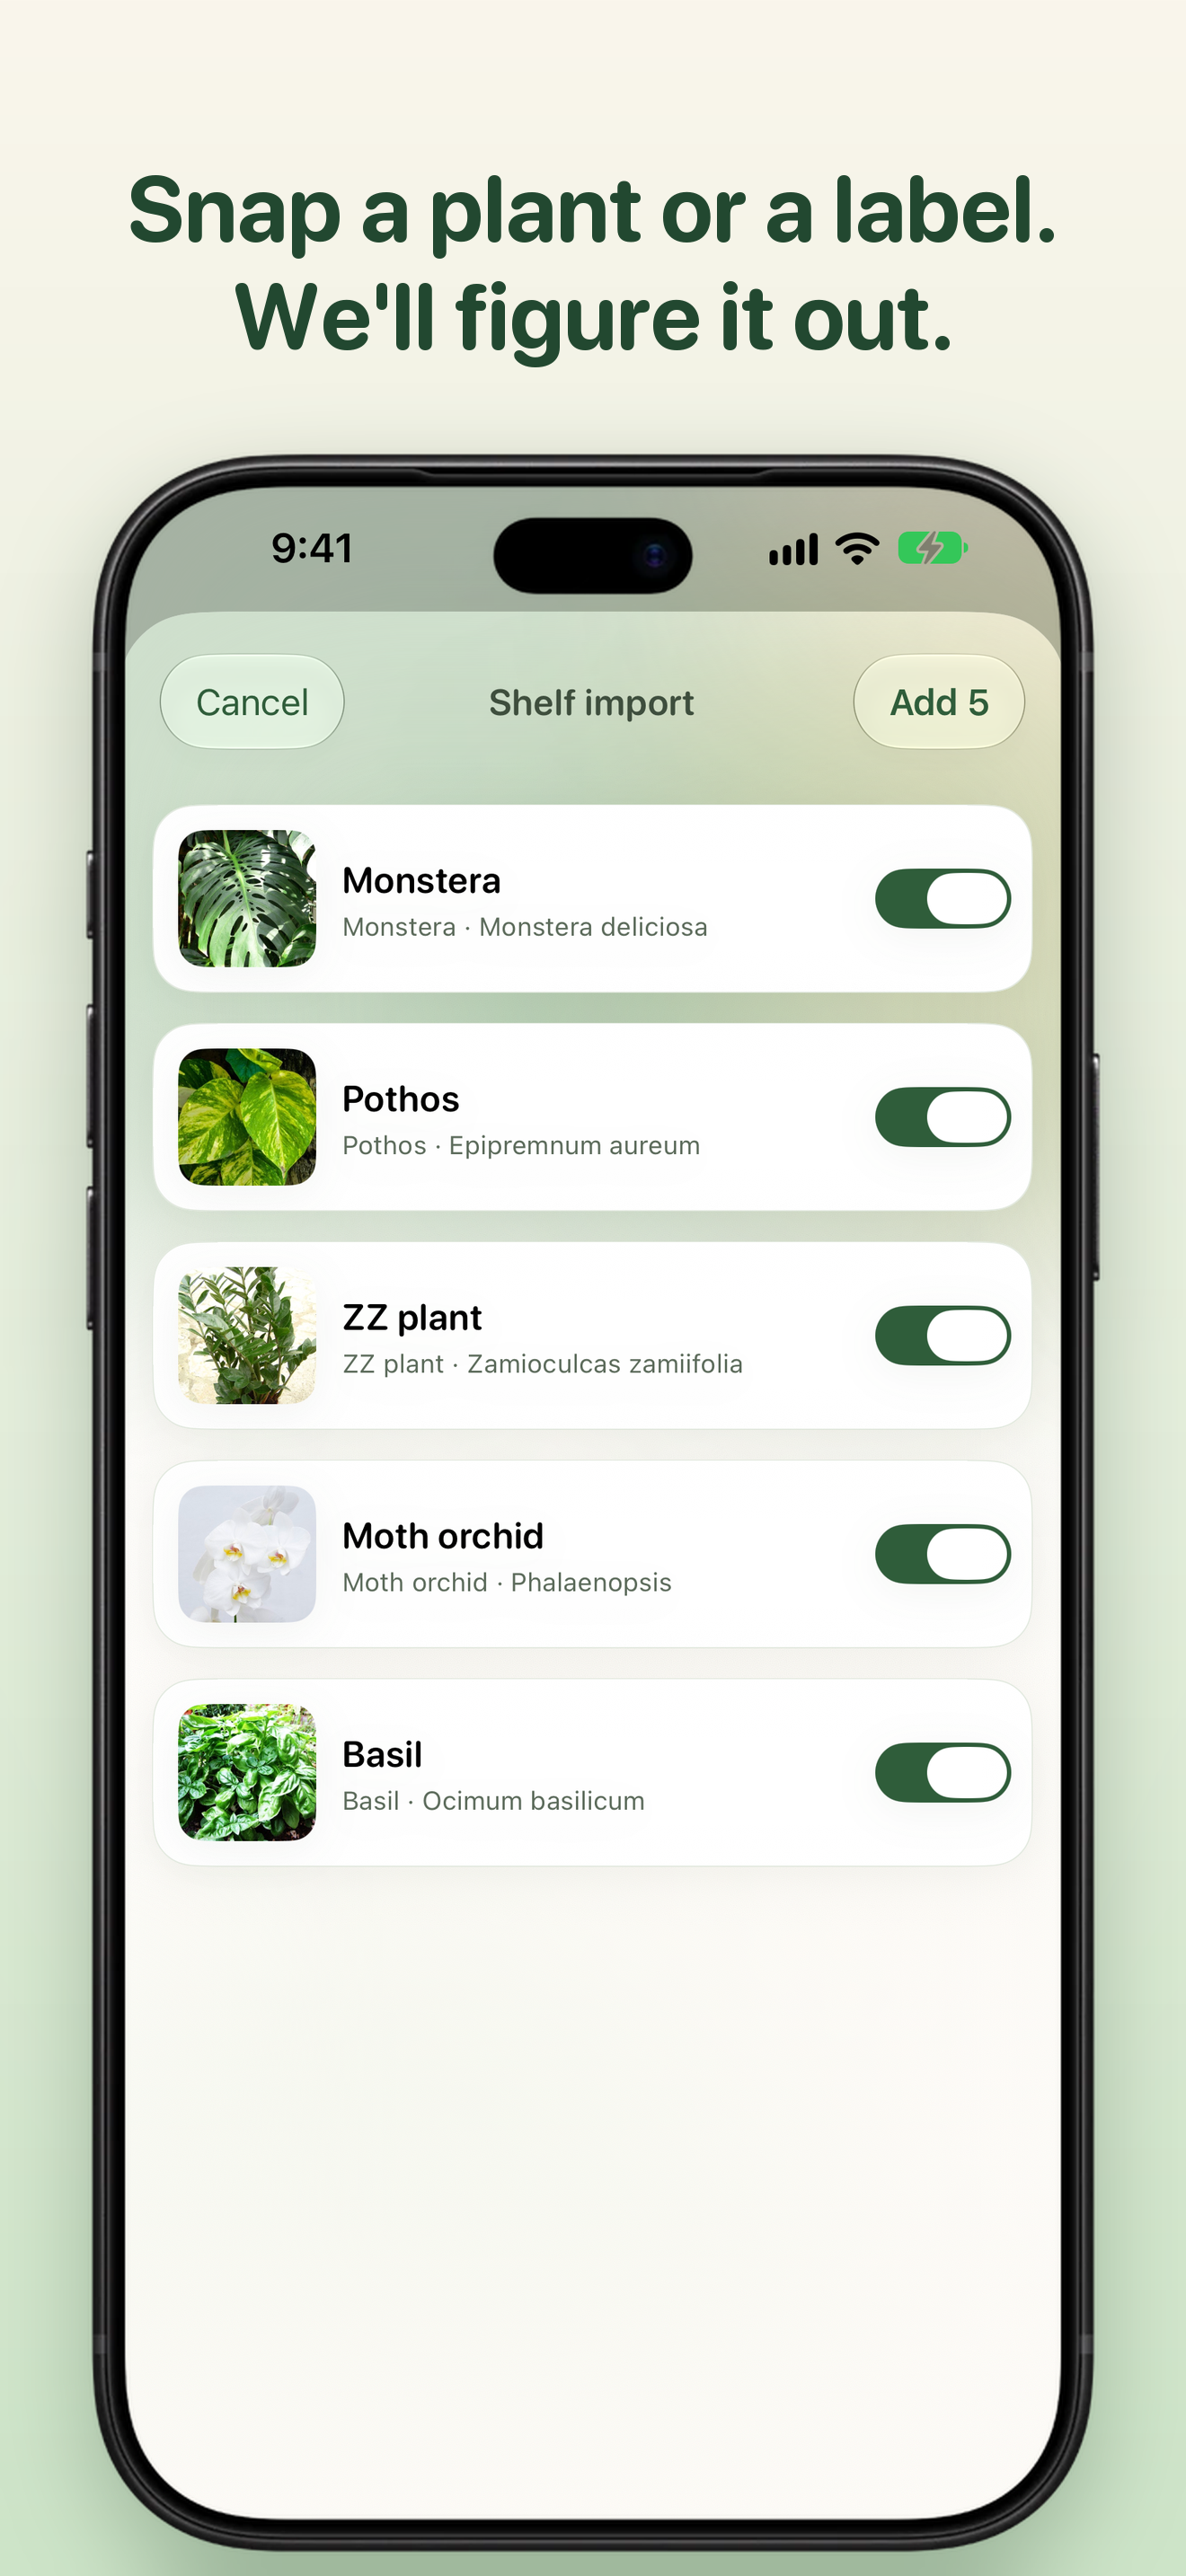 Snap a plant or a label.
We'll figure it out.
9:41
Cancel
Shelf import
Add 5
Monstera
Monstera · Monstera deliciosa
Pothos
Pothos · Epipremnum aureum
ZZ plant
ZZ plant · Zamioculcas zamiifolia
Moth orchid
Moth orchid · Phalaenopsis
Basil
Basil · Ocimum basilicum